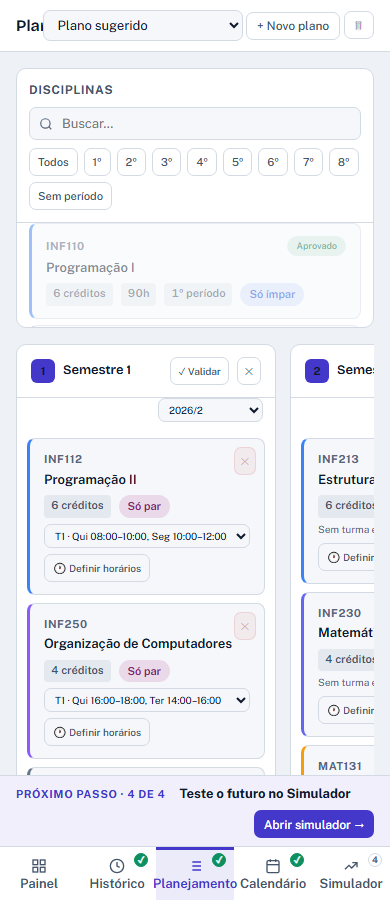 Plan
Plano sugerido
+ Novo plano
DISCIPLINAS
Buscar...
Todos
1º
2º
3º
4º
5º
6º
7º
8º
Sem período
INF110
Aprovado
Programação I
6 créditos
90h
1º período
Só ímpar
1
Semestre 1
✓ Validar
×
2026/2
INF112
×
Programação II
6 créditos
Só par
T1 · Qui 08:00–10:00, Seg 10:00–12:00
Definir horários
INF250
×
Organização de Computadores
4 créditos
Só par
T1 · Qui 16:00–18:00, Ter 14:00–16:00
Definir horários
2
Semes
INF213
Estrutura
6 créditos
Sem turma e
Definir
INF230
Matemát
4 créditos
Sem turma e
Definir
MAT131
PRÓXIMO PASSO · 4 DE 4
Teste o futuro no Simulador
Abrir simulador →
Painel
Histórico
Planejamento
Calendário
4
Simulador